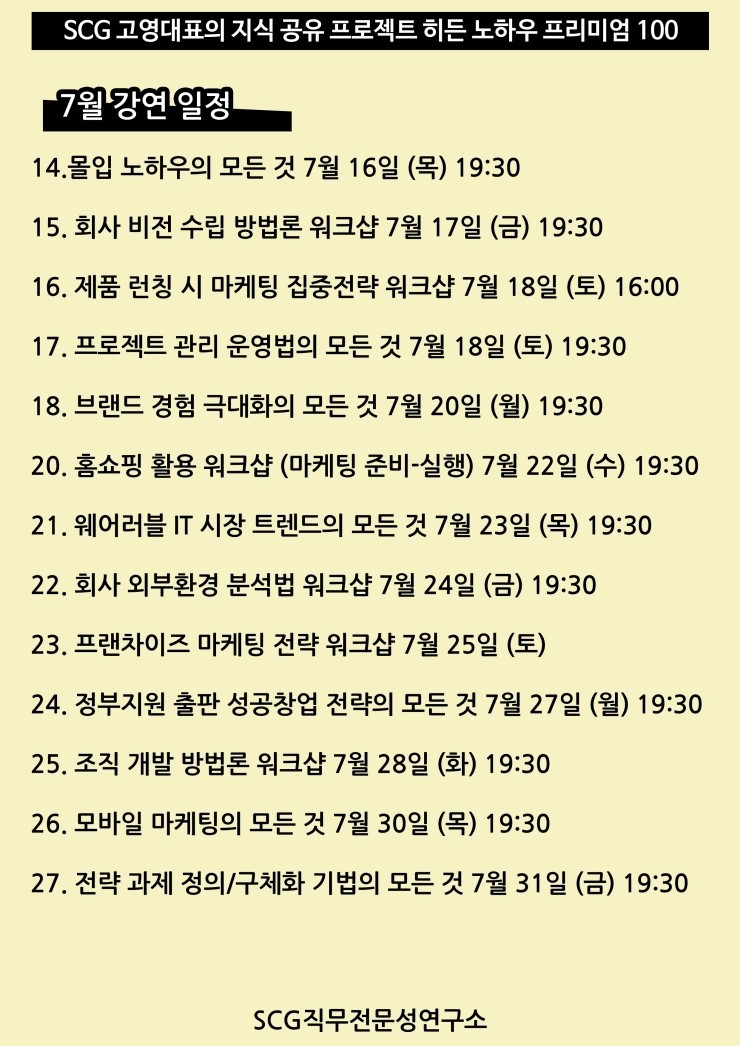 SCG 고영대표의 지식 공유 프로젝트 히든 노하우 프리미엄 100
7월 강연 일정
14.몰입 노하우의 모든 것 7월 16일 (목) 19:30
15. 회사 비전 수립 방법론 워크샵 7월 17일 (금) 19:30
16. 제품 런칭 시 마케팅 집중전략 워크샵 7월 18일 (토) 16:00
17. 프로젝트 관리 운영법의 모든 것 7월 18일 (토) 19:30
18. 브랜드 경험 극대화의 모든 것 7월 20일 (월) 19:30
20. 홈쇼핑 활용 워크샵 (마케팅 준비-실행) 7월 22일 (수) 19:30
21. 웨어러블 IT 시장 트렌드의 모든 것 7월 23일 (목) 19:30
22. 회사 외부환경 분석법 워크샵 7월 24일 (금) 19:30
23. 프랜차이즈 마케팅 전략 워크샵 7월 25일 (토)
24. 정부지원 출판 성공창업 전략의 모든 것 7월 27일 (월) 19:30
25. 조직 개발 방법론 워크샵 7월 28일 (화) 19:30
26. 모바일 마케팅의 모든 것 7월 30일 (목) 19:30
27. 전략 과제 정의/구체화 기법의 모든 것 7월 31일 (금) 19:30
SCG직무전문성연구소